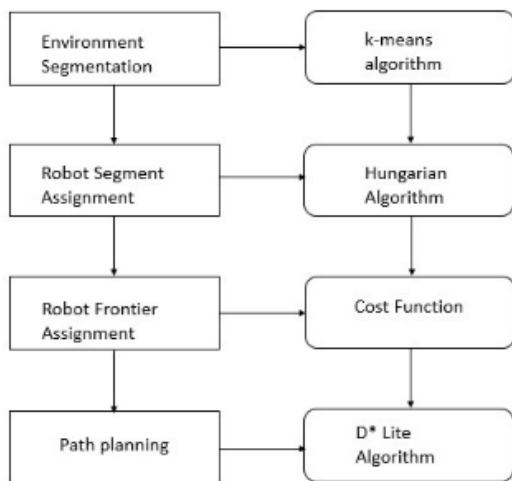 Environment
Segmentation
k-means
algorithm
Robot Segment
Assignment
Hungarian
Algorithm
Robot Frontier
Assignment
Cost Function
Path planning
D* Lite
Algorithm